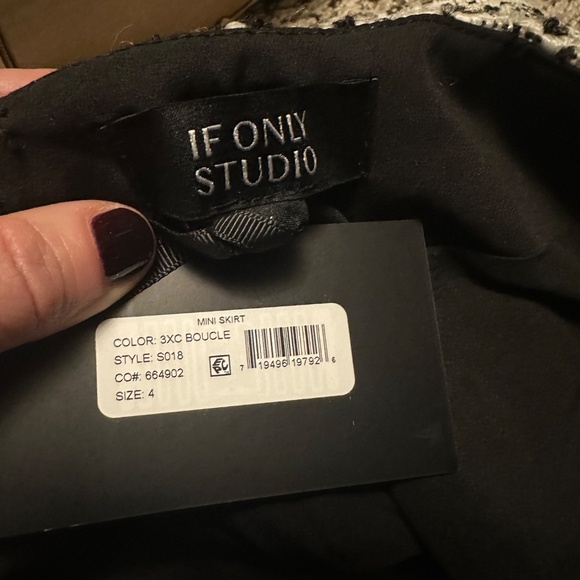 IF ONLY
STUDIO
MINI SKIRT
COLOR: 3XC BOUCLE
STYLE: S018
CO#: 664902
SIZE: 4
7 19496 19792 6